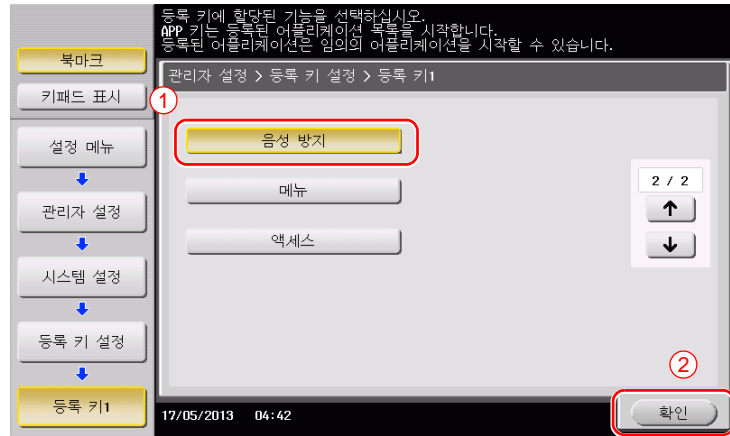 등록 키에 할당된 기능을 선택하십시오.
APP 키는 등록된 어플리케이션 목록을 시작합니다.
등록된 어플리케이션은 임의의 어플리케이션을 시작할 수 있습니다.
북마크
관리자 설정 > 등록 키 설정 > 등록 키1
키패드 표시
1
음성 방지
설정 메뉴
메뉴
2 / 2
관리자 설정
액세스
시스템 설정
등록 키 설정
2
등록 키1
17/05/2013 04:42
확인